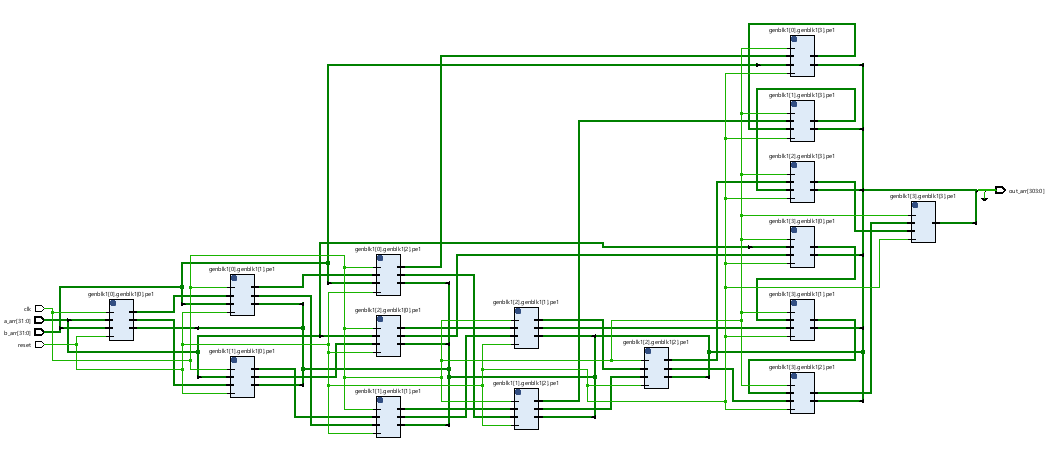 genblk1[0].genblk1[3].pe1
genblk1[1].genblk1[3].pe1
genblk1[2].genblk1[3].pe1
out_arr[303:0]
genblk1[3].genblk1[3].pe1
genblk1[3].genblk1[0].pe1
genblk1[0].genblk1[2].pe1
genblk1[0].genblk1[1].pe1
genblk1[0].genblk1[0].pe1
genblk1[3].genblk1[1].pe1
genblk1[2].genblk1[1].pe1
clk
genblk1[2].genblk1[0].pe1
a_arr[31:0]
b_arr[31:0]
reset
genblk1[2].genblk1[2].pe1
genblk1[1].genblk1[0].pe1
genblk1[3].genblk1[2].pe1
genblk1[1].genblk1[2].pe1
genblk1[1].genblk1[1].pe1